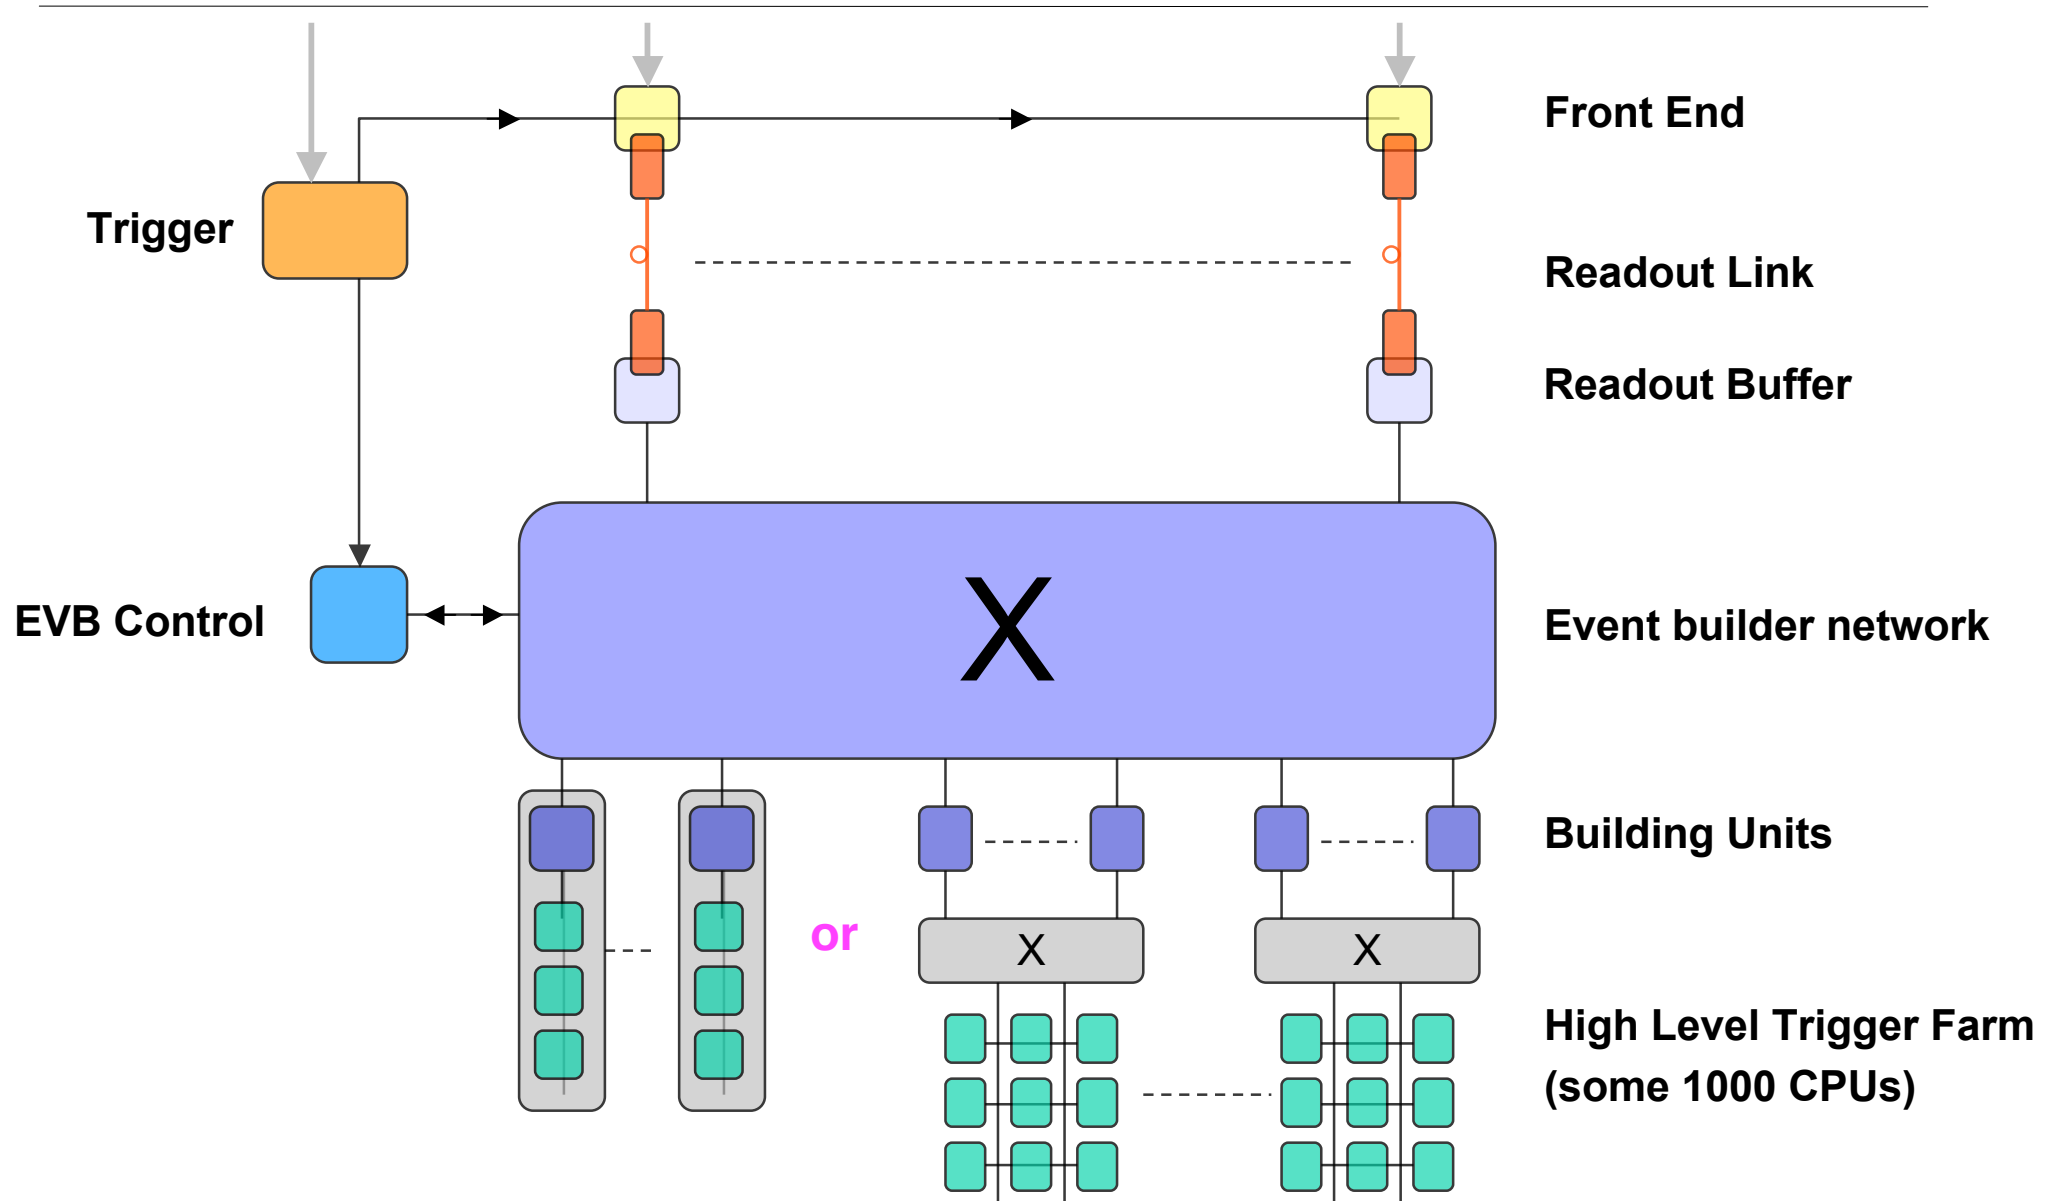 Front End
Trigger
Readout Link
Readout Buffer
X
EVB Control
Event builder network
Building Units
or
X
X
High Level Trigger Farm
(some 1000 CPUs)